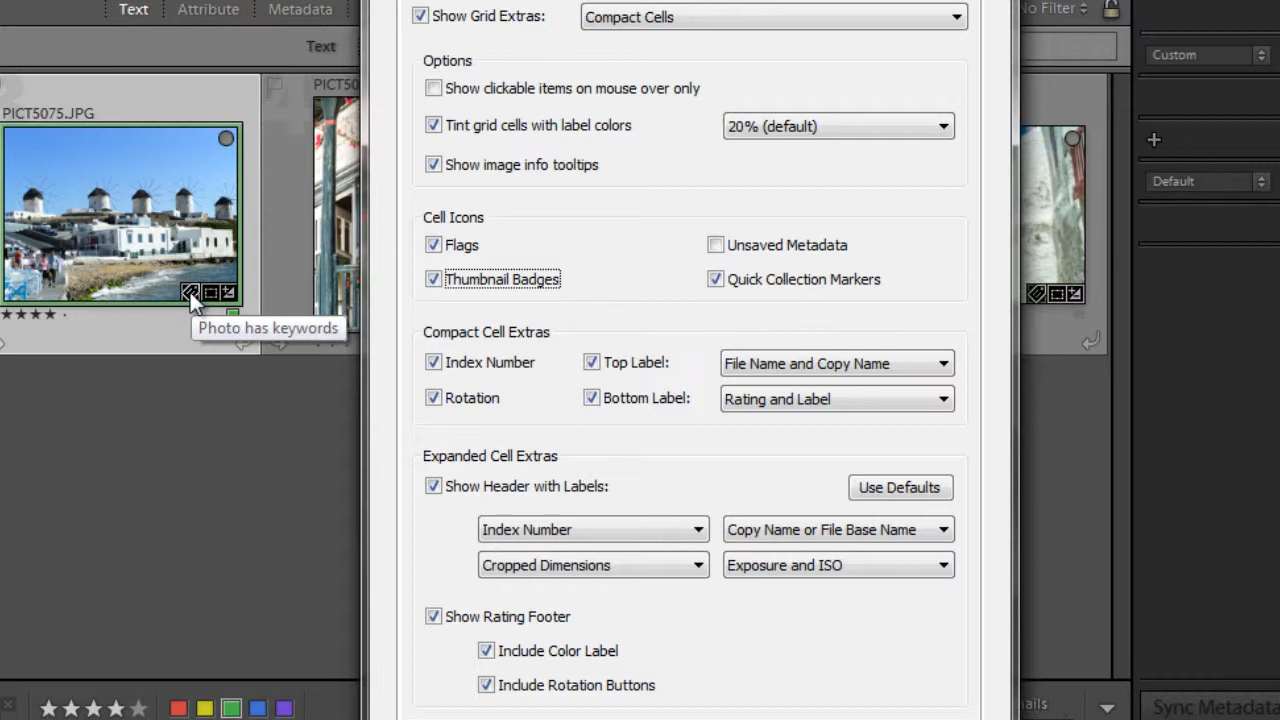 Text Attribute Metadata
No Filter
Text
Custom
PICT5075.JPG
PICT50
Default
Photo has keywords
Show Grid Extras: Compact Cells
Options
Show clickable items on mouse over only
Tint grid cells with label colors 20% (default)
Show image info tooltips
Cell Icons
Flags Unsaved Metadata
Thumbnail Badges Quick Collection Markers
Compact Cell Extras
Index Number Top Label: File Name and Copy Name
Rotation Bottom Label: Rating and Label
Expanded Cell Extras
Show Header with Labels: Use Defaults
Index Number Copy Name or File Base Name
Cropped Dimensions Exposure and ISO
Show Rating Footer
Include Color Label
Include Rotation Buttons
nails
Sync Metadata